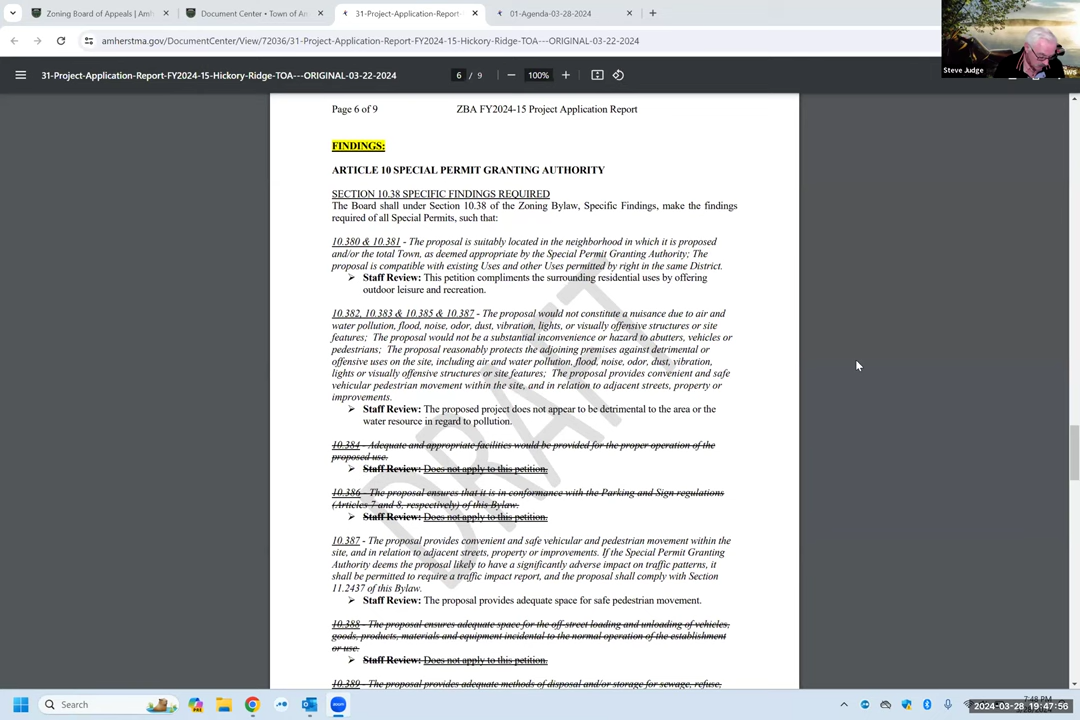 Zoning Board of Appeals | Amh
Document Center • Town of Am
31-Project-Application-Report-
01-Agenda-03-28-2024
amherstma.gov/DocumentCenter/View/72036/31-Project-Application-Report-FY2024-15-Hickory-Ridge-TOA---ORIGINAL-03-22-2024
Steve Judge
31-Project-Application-Report-FY2024-15-Hickory-Ridge-TOA---ORIGINAL-03-22-2024
6 / 9
100%
Page 6 of 9 ZBA FY2024-15 Project Application Report
FINDINGS:
ARTICLE 10 SPECIAL PERMIT GRANTING AUTHORITY
SECTION 10.38 SPECIFIC FINDINGS REQUIRED
The Board shall under Section 10.38 of the Zoning Bylaw, Specific Findings, make the findings
required of all Special Permits, such that:
10.380 & 10.381 - The proposal is suitably located in the neighborhood in which it is proposed
and/or the total Town, as deemed appropriate by the Special Permit Granting Authority; The
proposal is compatible with existing Uses and other Uses permitted by right in the same District.
➢ Staff Review: This petition compliments the surrounding residential uses by offering
outdoor leisure and recreation.
10.382, 10.383 & 10.385 & 10.387 - The proposal would not constitute a nuisance due to air and
water pollution, flood, noise, odor, dust, vibration, lights, or visually offensive structures or site
features; The proposal would not be a substantial inconvenience or hazard to abutters, vehicles or
pedestrians; The proposal reasonably protects the adjoining premises against detrimental or
offensive uses on the site, including air and water pollution, flood, noise, odor, dust, vibration,
lights or visually offensive structures or site features; The proposal provides convenient and safe
vehicular pedestrian movement within the site, and in relation to adjacent streets, property or
improvements.
➢ Staff Review: The proposed project does not appear to be detrimental to the area or the
water resource in regard to pollution.
10.384 - Adequate and appropriate facilities would be provided for the proper operation of the
proposed use.
➢ Staff Review: Does not apply to this petition.
10.386 - The proposal ensures that it is in conformance with the Parking and Sign regulations
(Articles 7 and 8, respectively) of this Bylaw.
➢ Staff Review: Does not apply to this petition.
10.387 - The proposal provides convenient and safe vehicular and pedestrian movement within the
site, and in relation to adjacent streets, property or improvements. If the Special Permit Granting
Authority deems the proposal likely to have a significantly adverse impact on traffic patterns, it
shall be permitted to require a traffic impact report, and the proposal shall comply with Section
11.2437 of this Bylaw.
➢ Staff Review: The proposal provides adequate space for safe pedestrian movement.
10.388 - The proposal ensures adequate space for the off-street loading and unloading of vehicles,
goods, products, materials and equipment incidental to the normal operation of the establishment
or use.
➢ Staff Review: Does not apply to this petition.
10.389 - The proposal provides adequate methods of disposal and/or storage for sewage, refuse,
DRAFT
Search
7:48 PM
2024-03-28 19:47:56